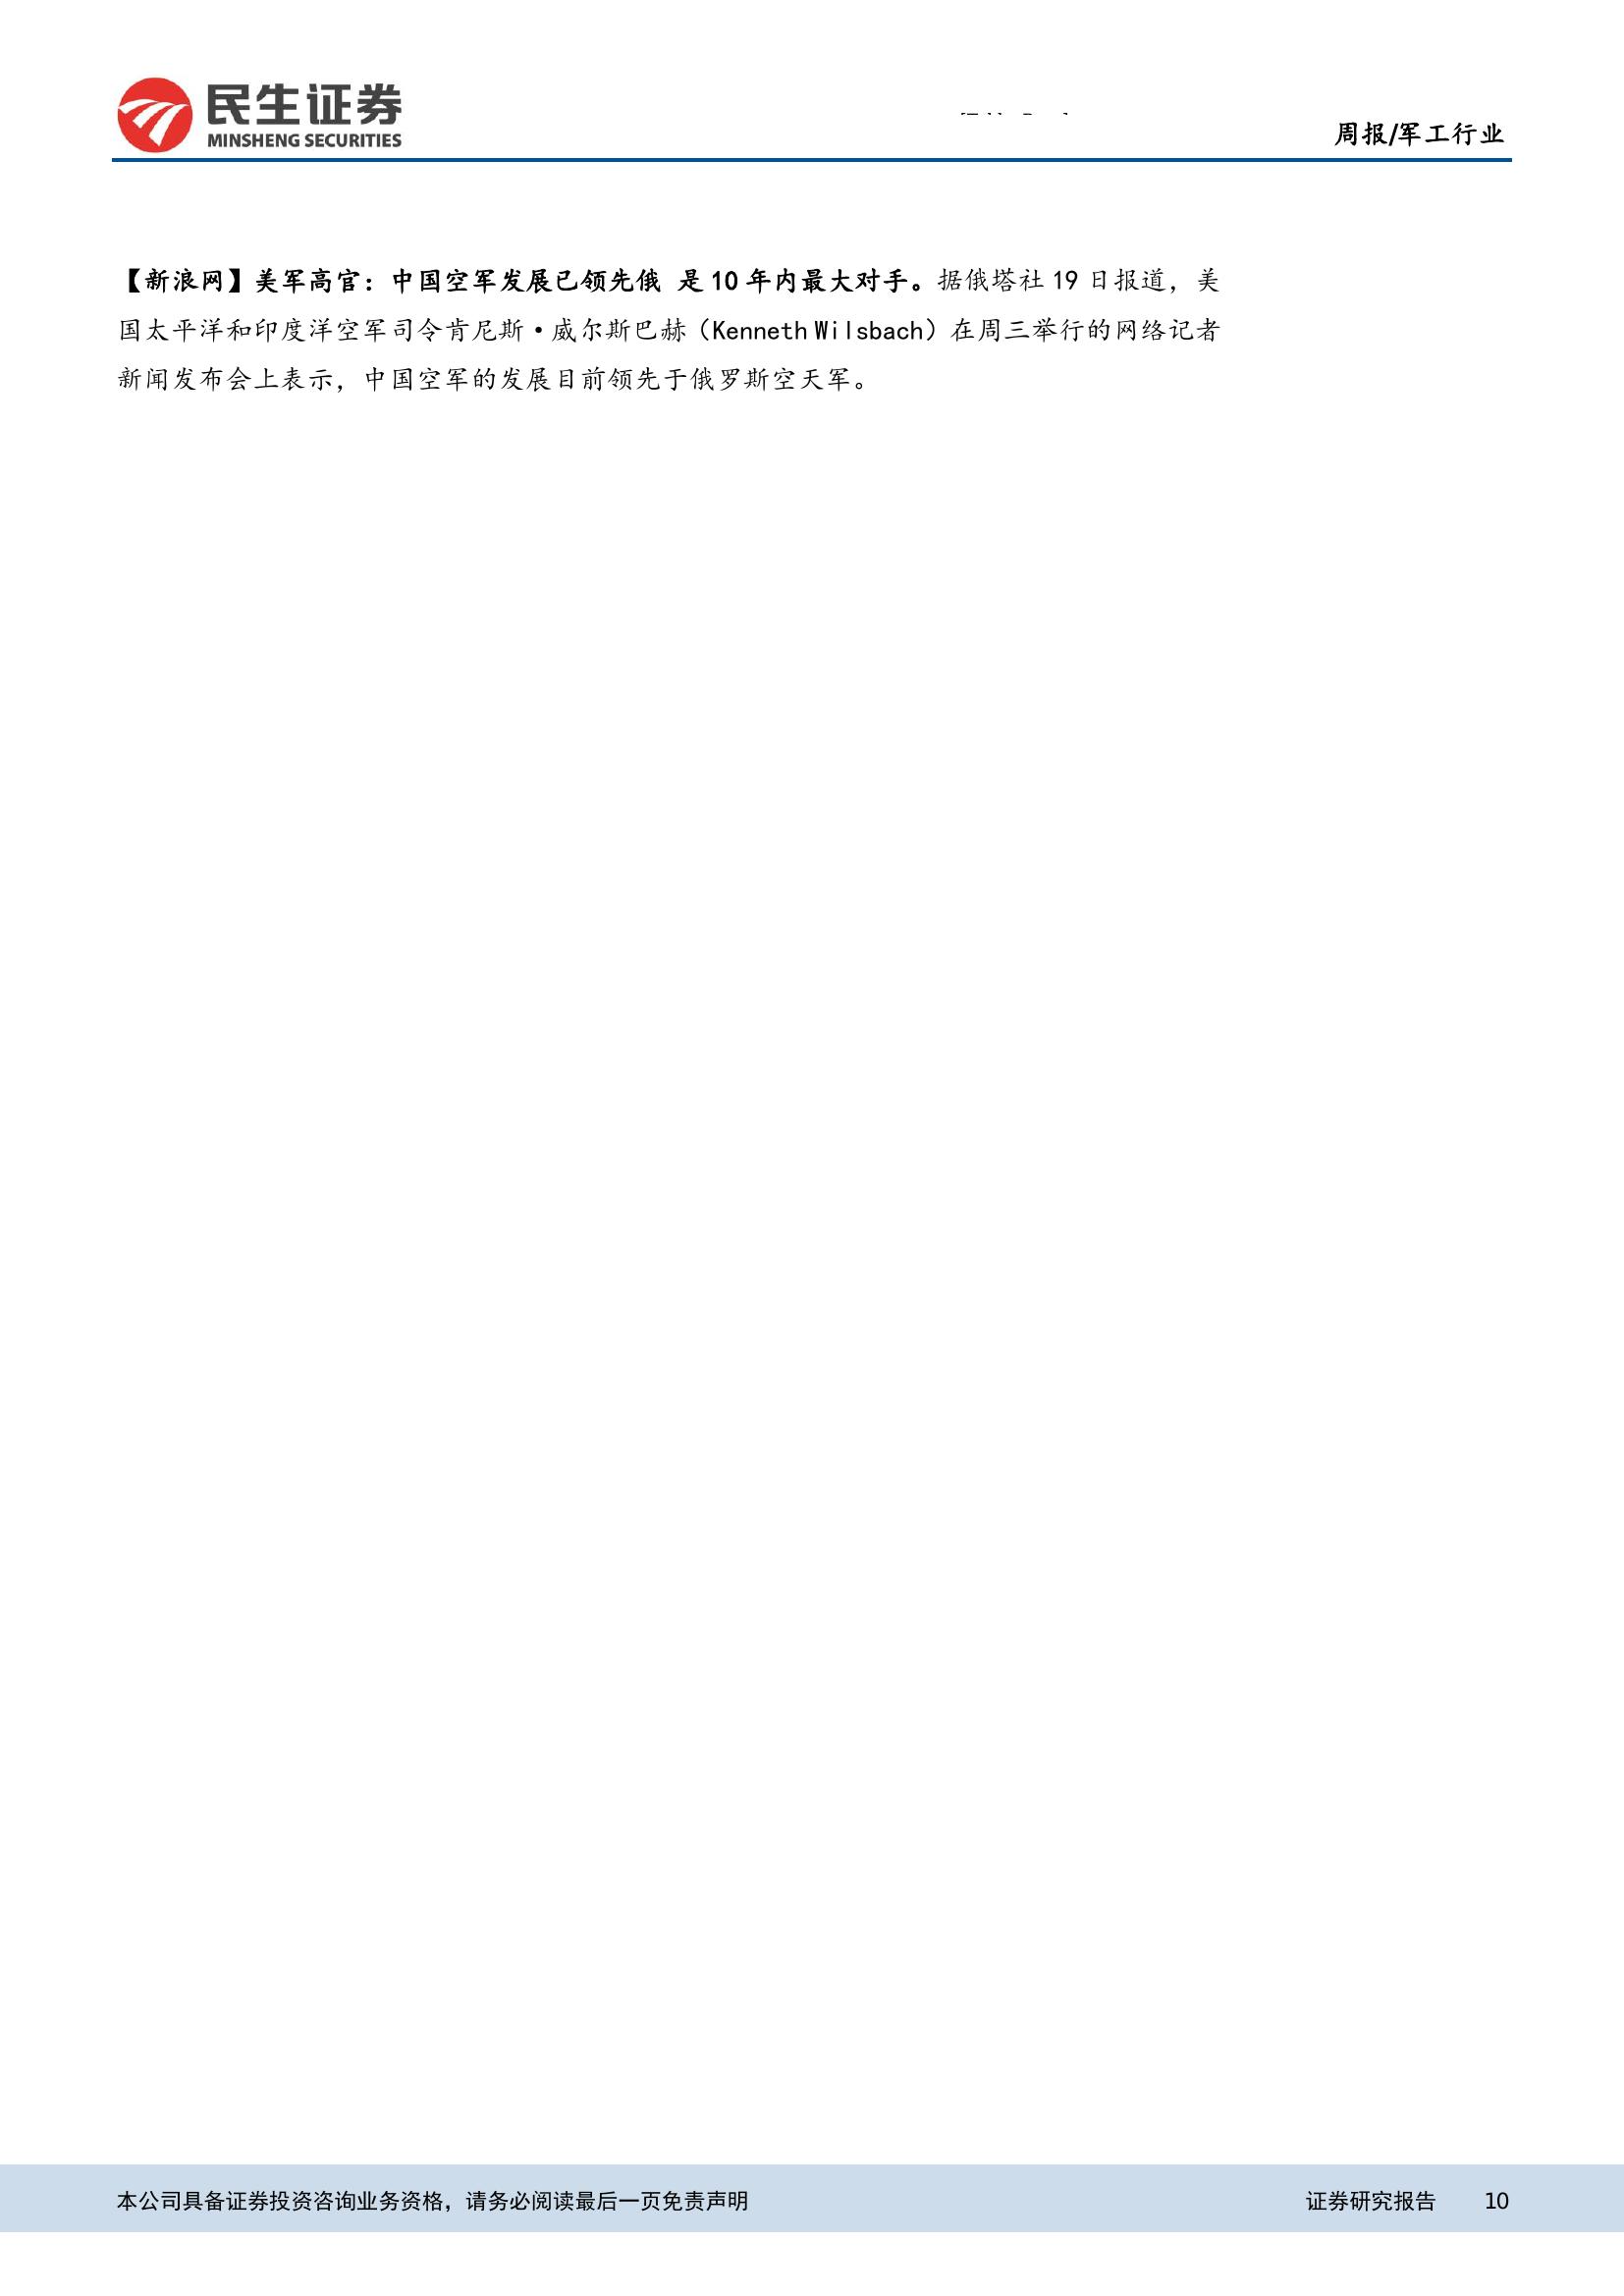 民生证券
MINSHENG SECURITIES
周报/军工行业
【新浪网】美军高官：中国空军发展已领先俄 是 10 年内最大对手。据俄塔社 19 日报道，美
国太平洋和印度洋空军司令肯尼斯·威尔斯巴赫（Kenneth Wilsbach）在周三举行的网络记者
新闻发布会上表示，中国空军的发展目前领先于俄罗斯空天军。
本公司具备证券投资咨询业务资格，请务必阅读最后一页免责声明
证券研究报告 10